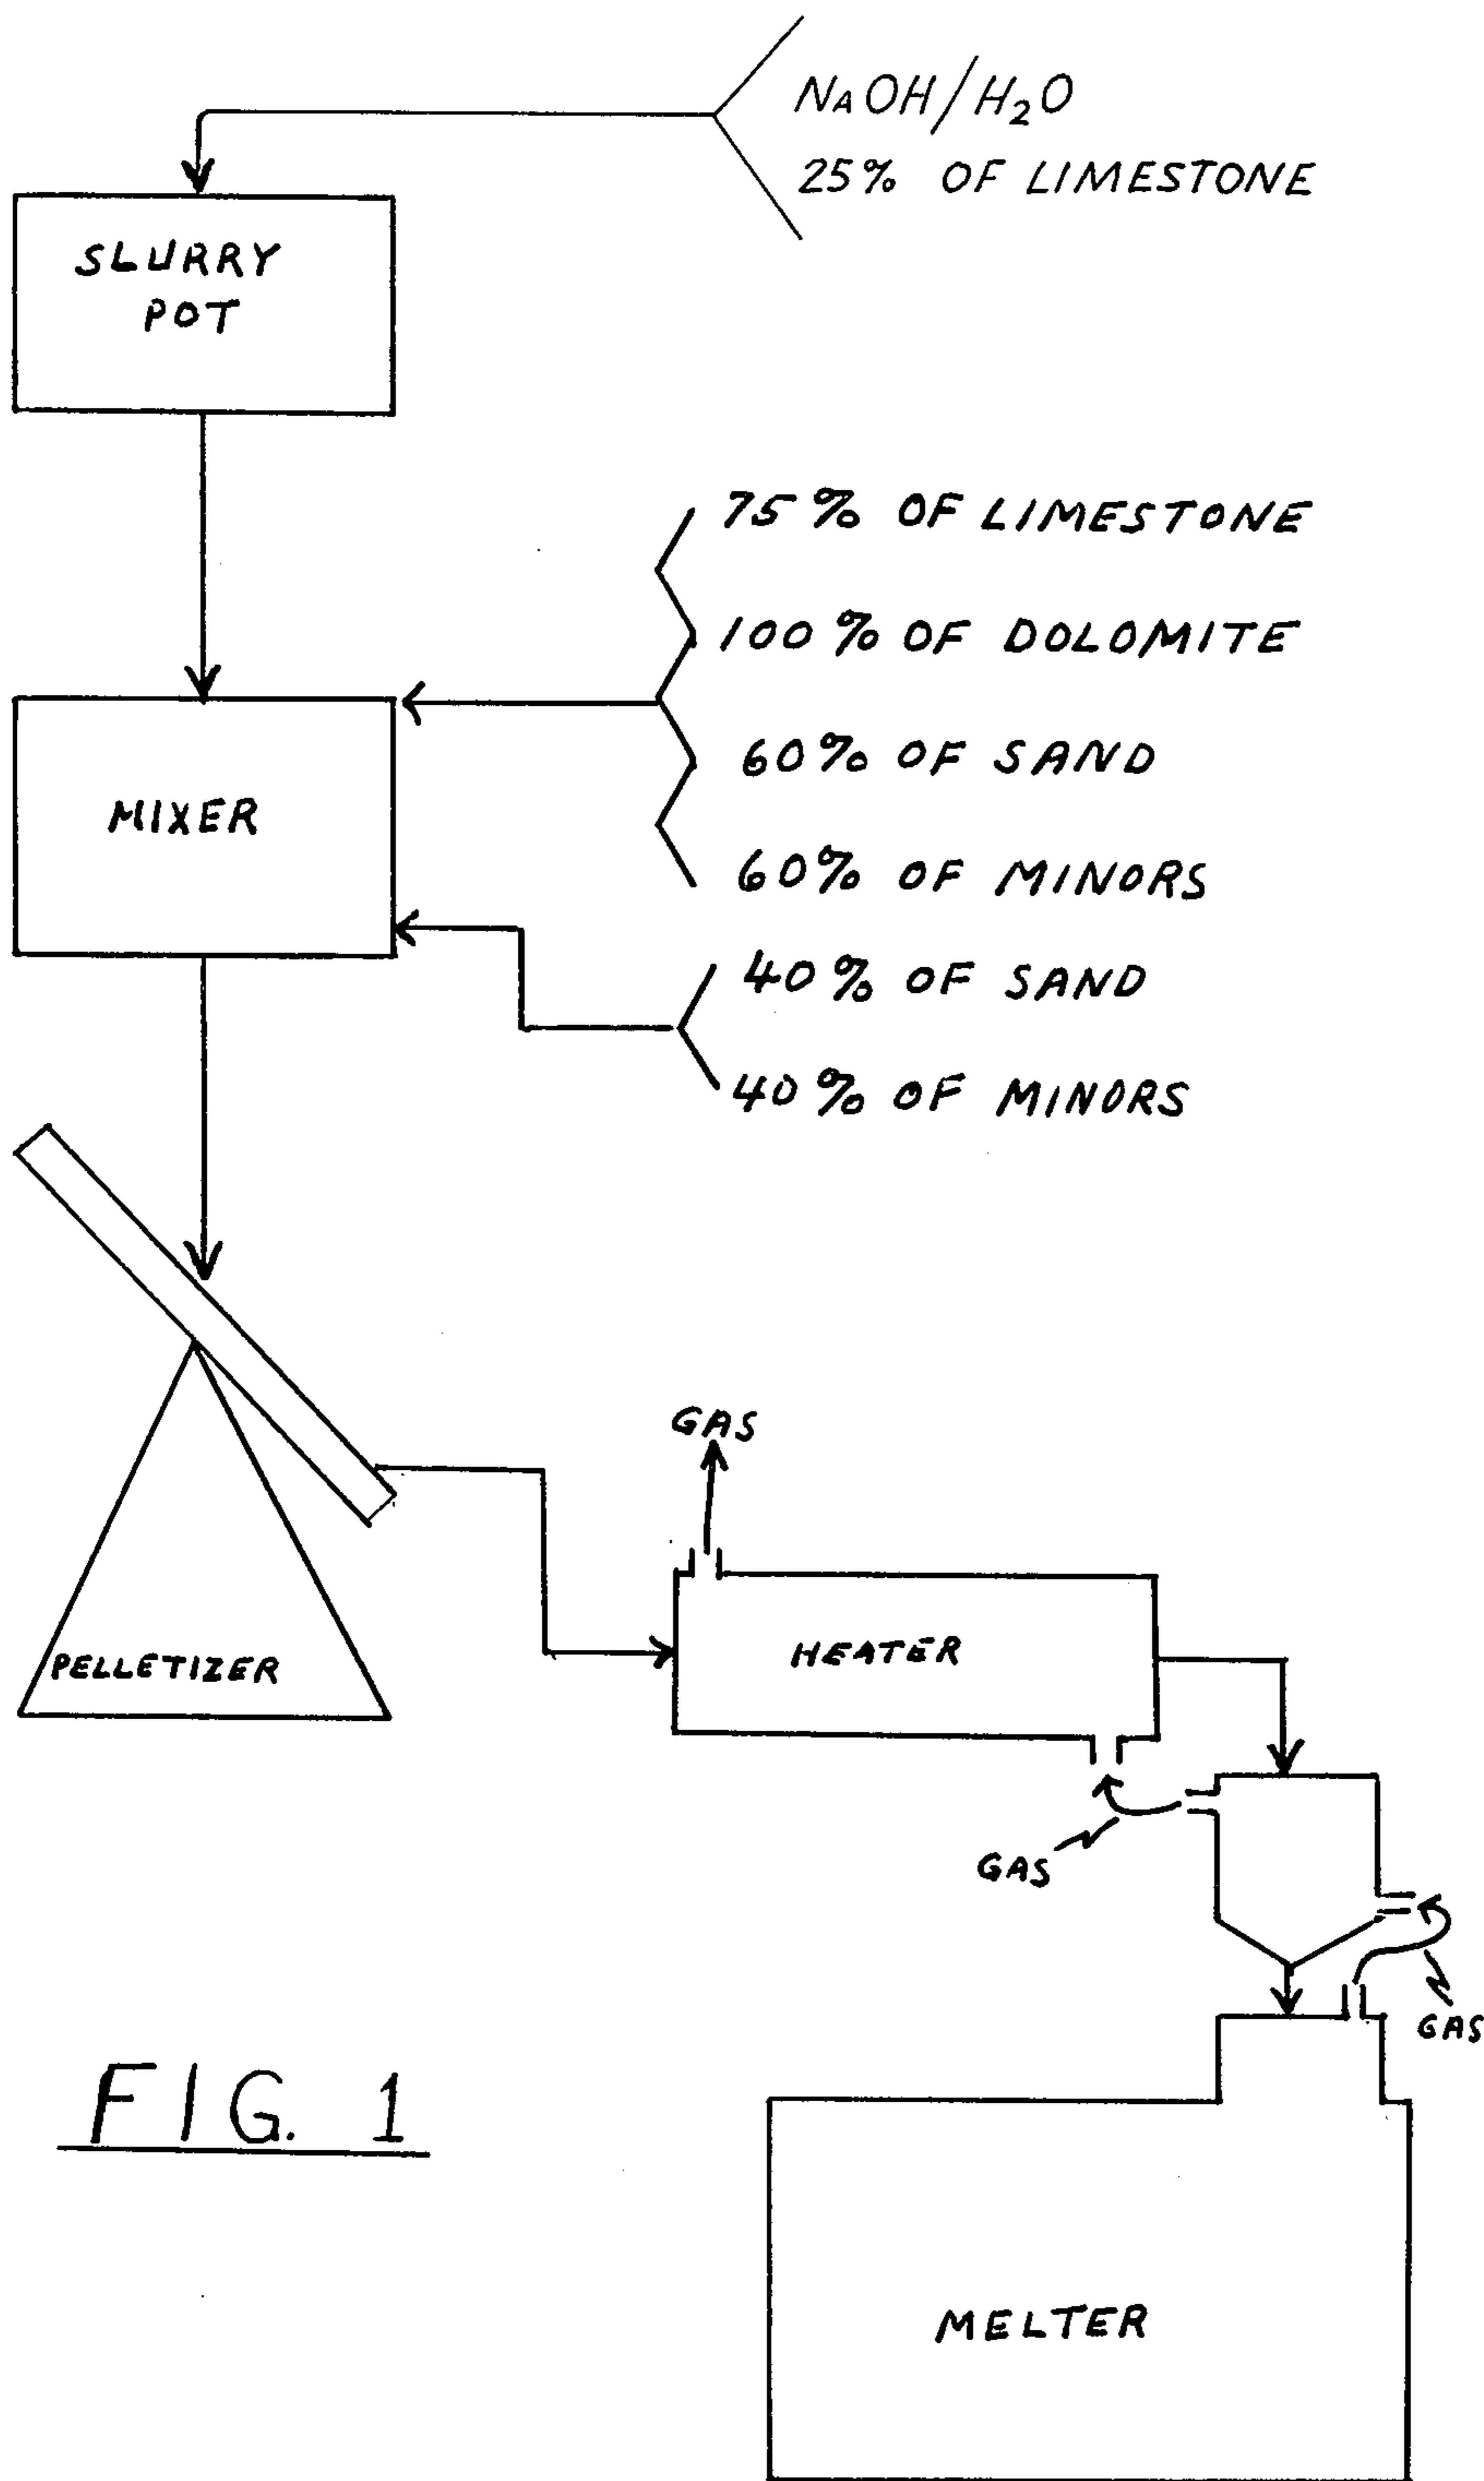 NaOH/H₂O
25% OF LIMESTONE
SLURRY
POT
75% OF LIMESTONE
100% OF DOLOMITE
60% OF SAND
60% OF MINORS
MIXER
40% OF SAND
40% OF MINORS
PELLETIZER
GAS
HEATER
GAS
GAS
FIG. 1
MELTER